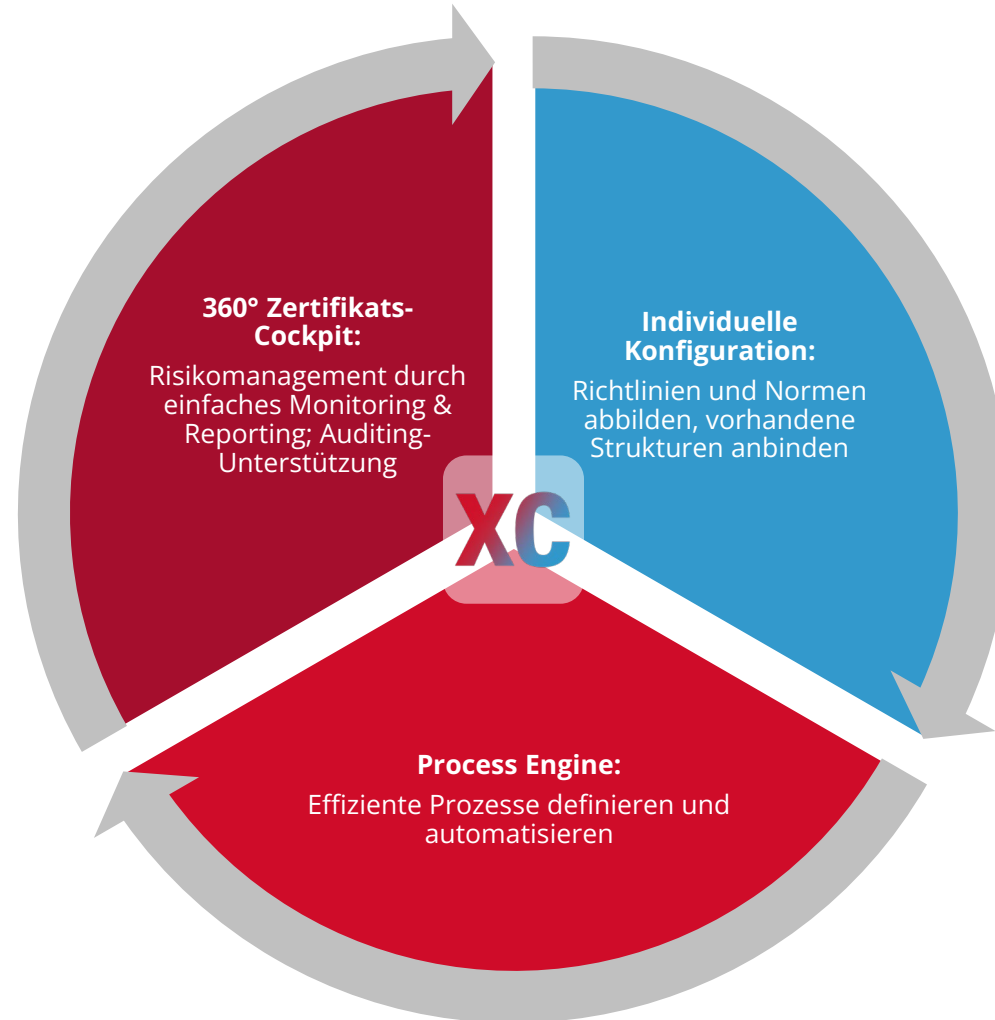 360° Zertifikats-
Cockpit:
Risikomanagement durch
einfaches Monitoring &
Reporting; Auditing-
Unterstützung
Individuelle
Konfiguration:
Richtlinien und Normen
abbilden, vorhandene
Strukturen anbinden
XC
Process Engine:
Effiziente Prozesse definieren und
automatisieren